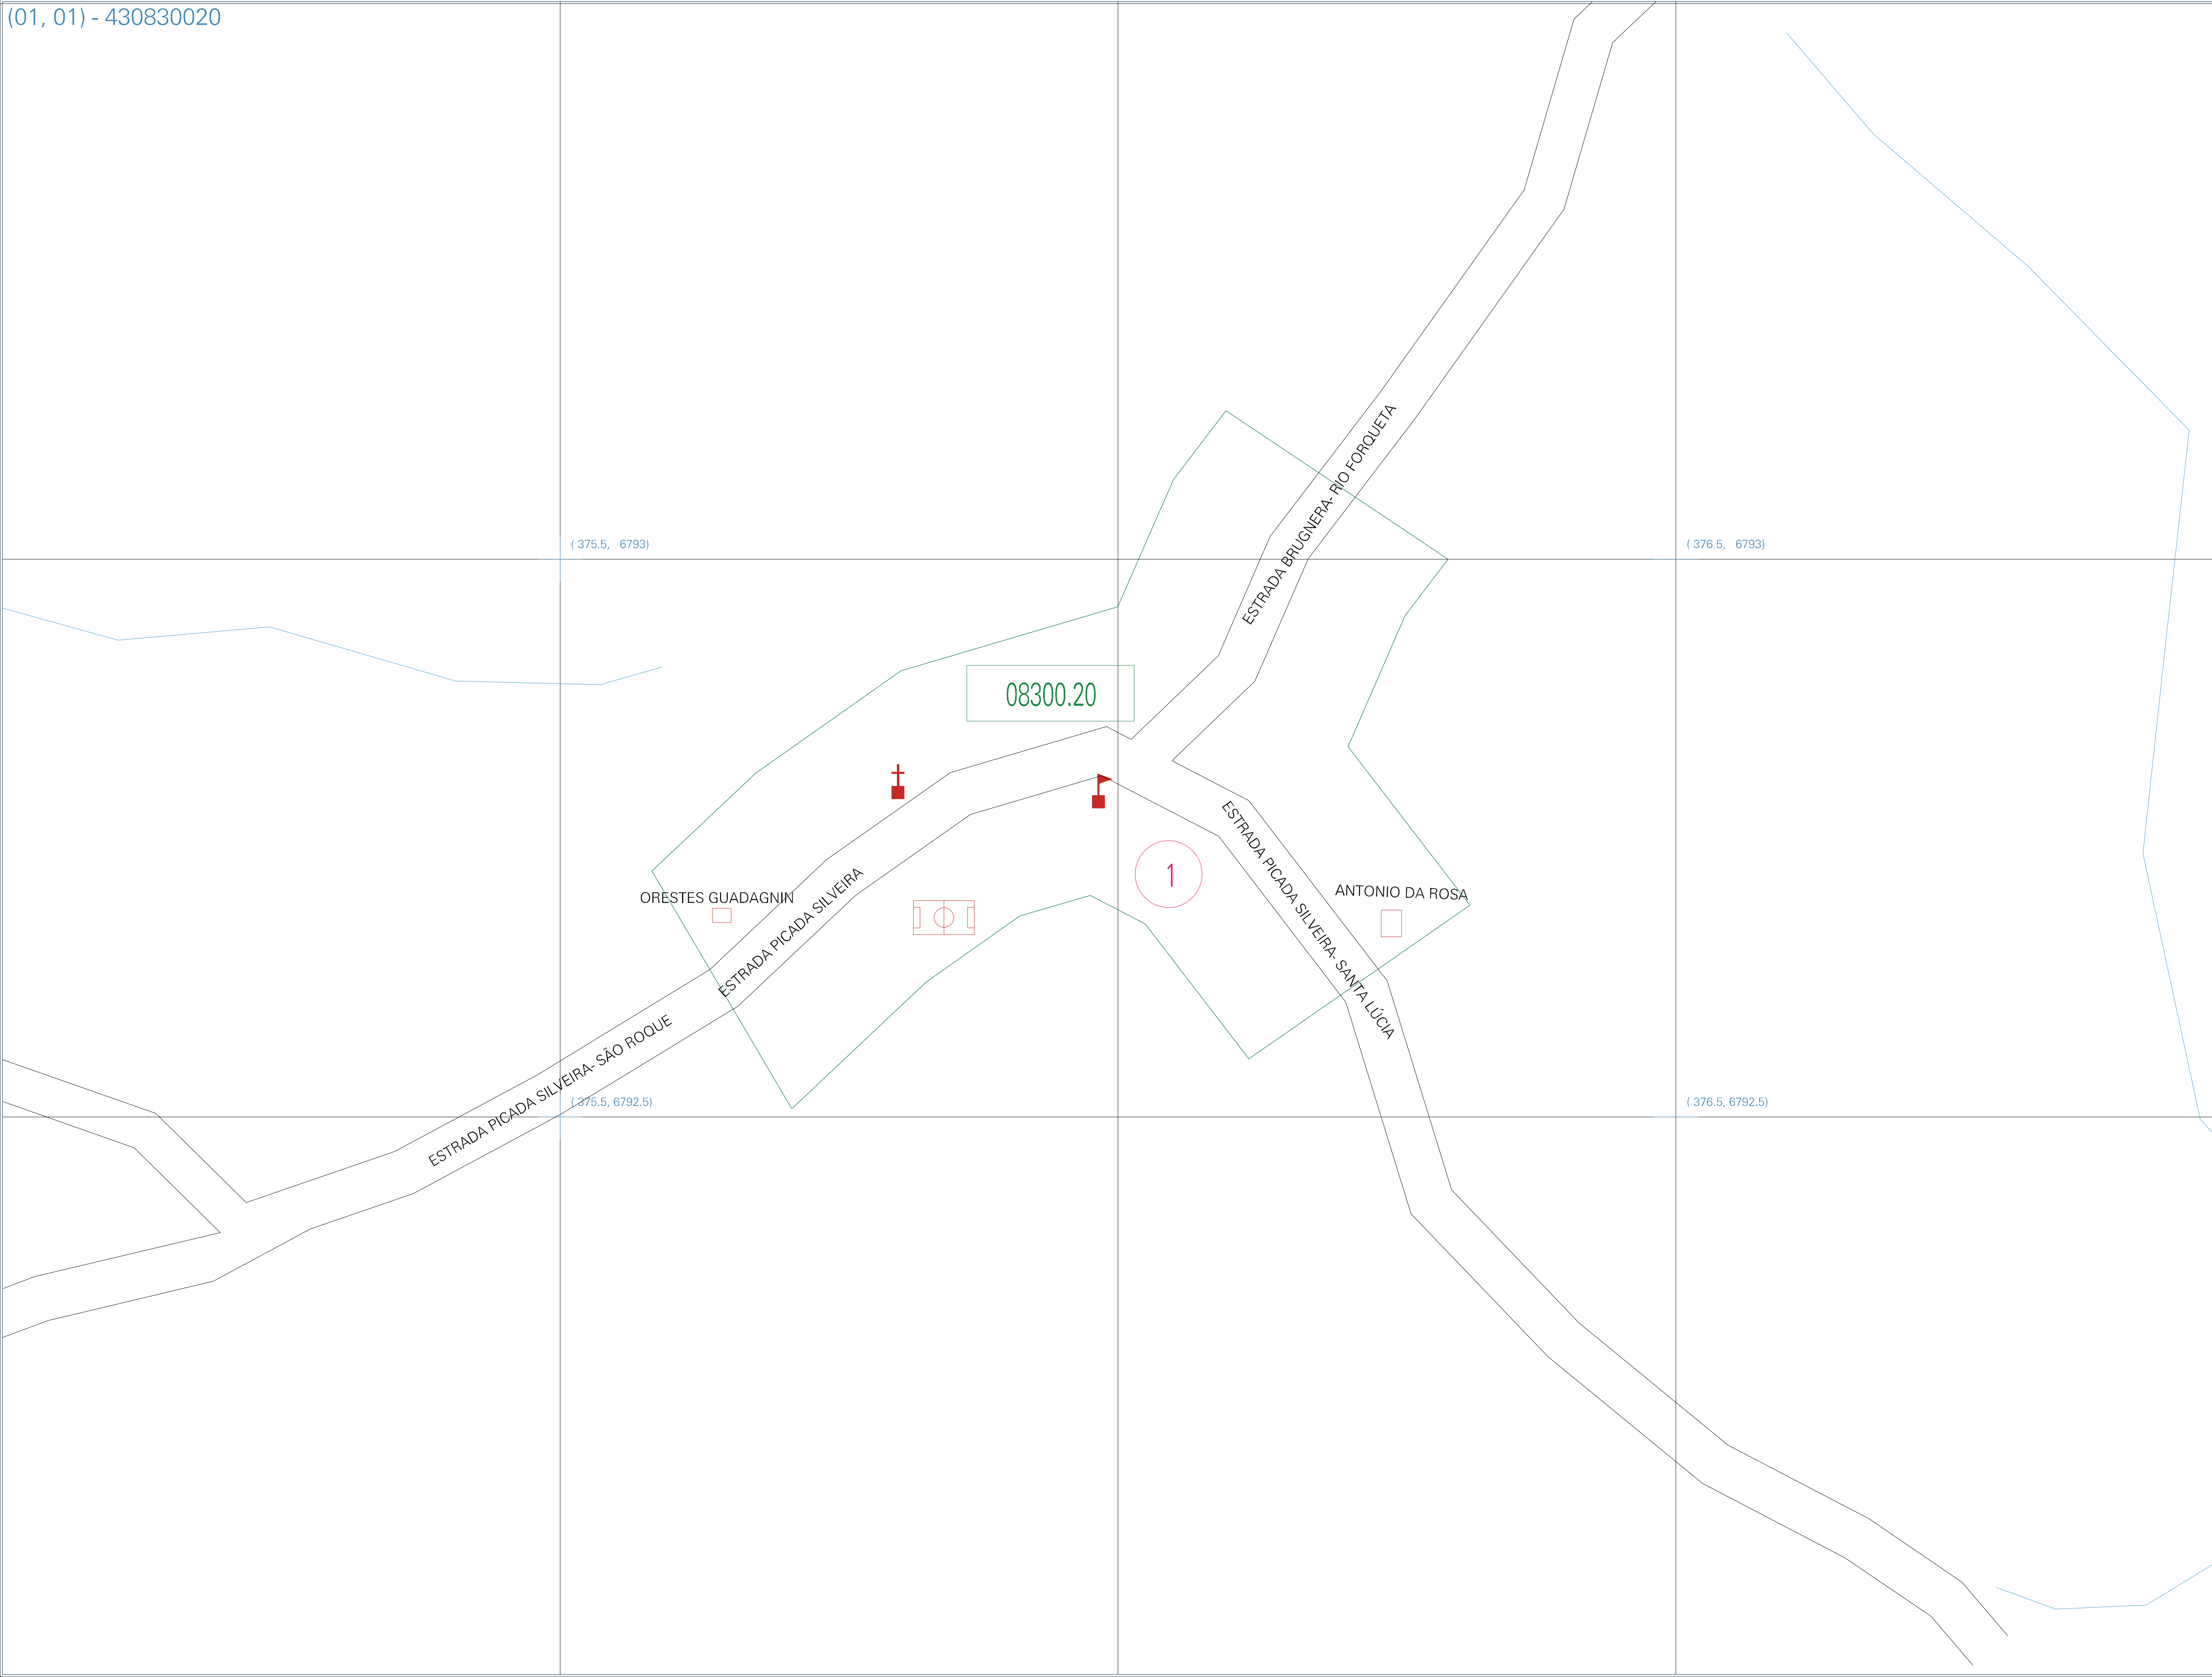 (01, 01) - 430830020
ESTRADA BRUGNERA- RIO FORQUETA
( 375.5, 6793)
( 376.5, 6793)
08300.20
1
ESTRADA PICADA SILVEIRA- SANTA LÚCIA
ANTONIO DA ROSA
ORESTES GUADAGNIN
ESTRADA PICADA SILVEIRA
ESTRADA PICADA SILVEIRA- SÃO ROQUE
( 375.5, 6792.5)
( 376.5, 6792.5)